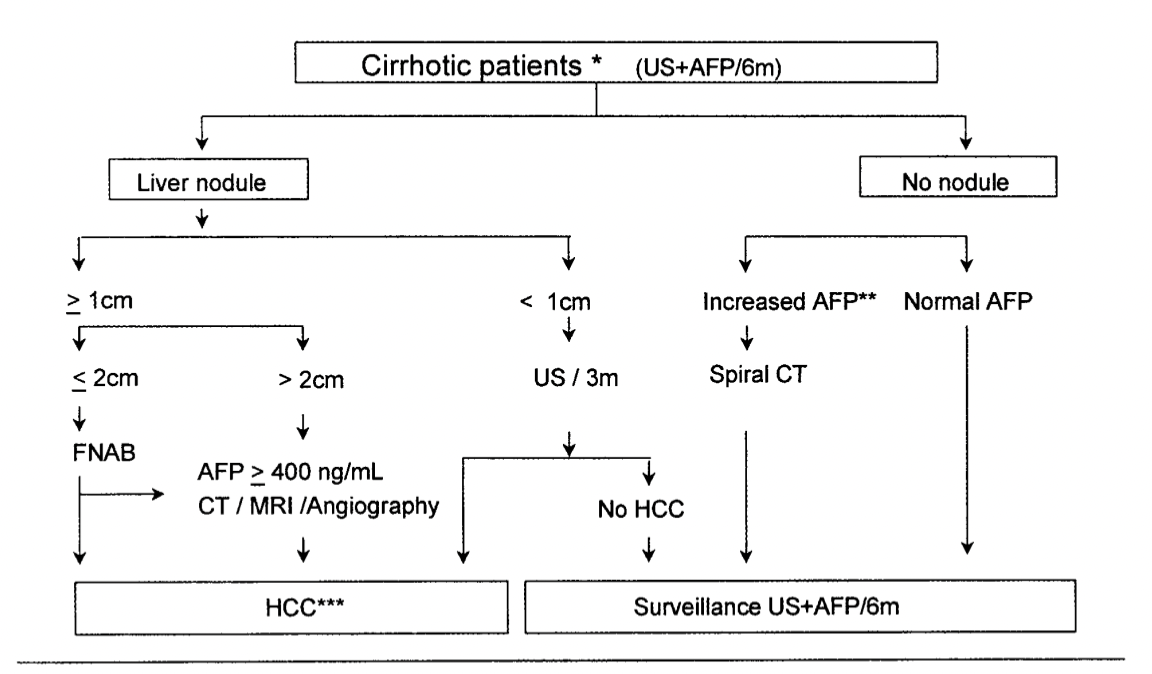 Cirrhotic patients * (US+AFP/6m)
Liver nodule
No nodule
≥ 1cm
< 1cm
Increased AFP**
Normal AFP
≤ 2cm
> 2cm
US / 3m
Spiral CT
FNAB
AFP ≥ 400 ng/mL
CT / MRI /Angiography
No HCC
HCC***
Surveillance US+AFP/6m